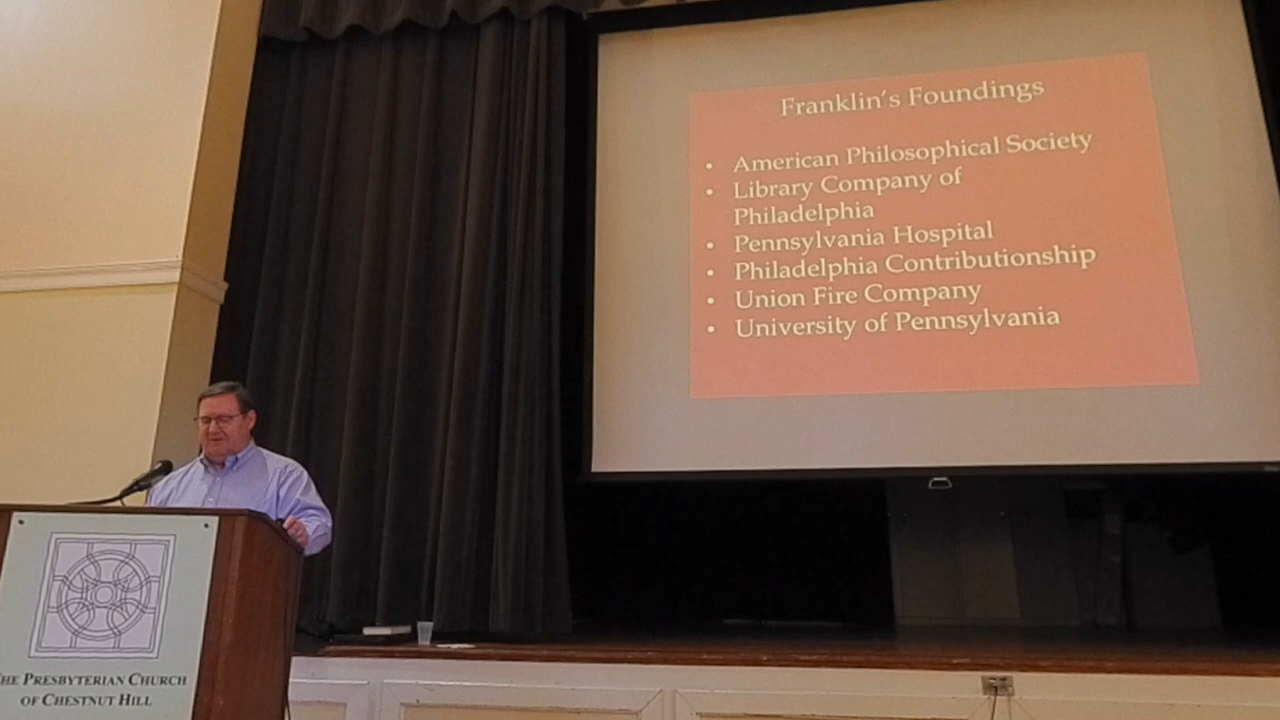 Franklin's Foundings
• American Philosophical Society
• Library Company of
Philadelphia
• Pennsylvania Hospital
• Philadelphia Contributionship
• Union Fire Company
• University of Pennsylvania
THE PRESBYTERIAN CHURCH
OF CHESTNUT HILL